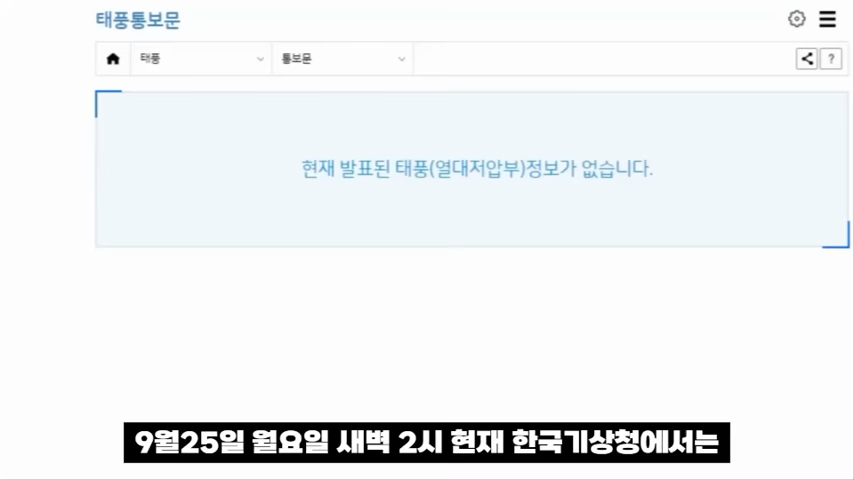 태풍통보문
태풍
통보문
?
현재 발표된 태풍(열대저압부)정보가 없습니다.
9월25일 월요일 새벽 2시 현재 한국기상청에서는